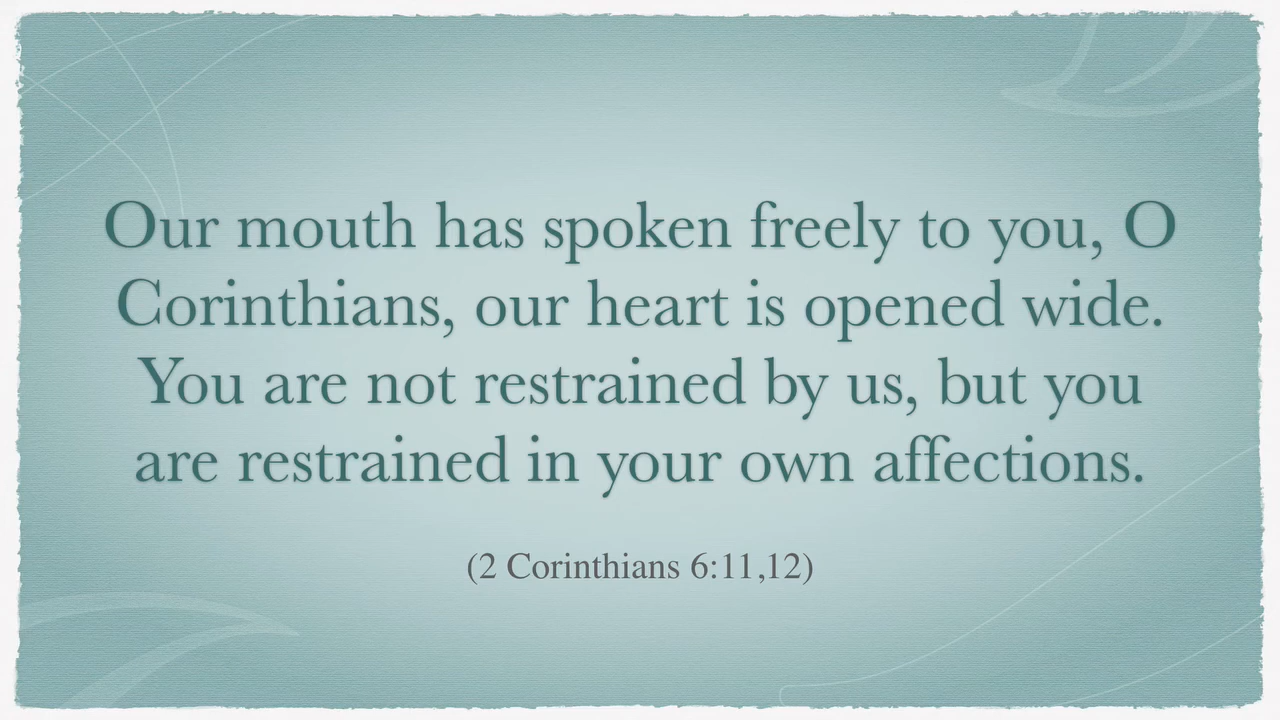 Our mouth has spoken freely to you, O
Corinthians, our heart is opened wide.
You are not restrained by us, but you
are restrained in your own affections.
(2 Corinthians 6:11,12)